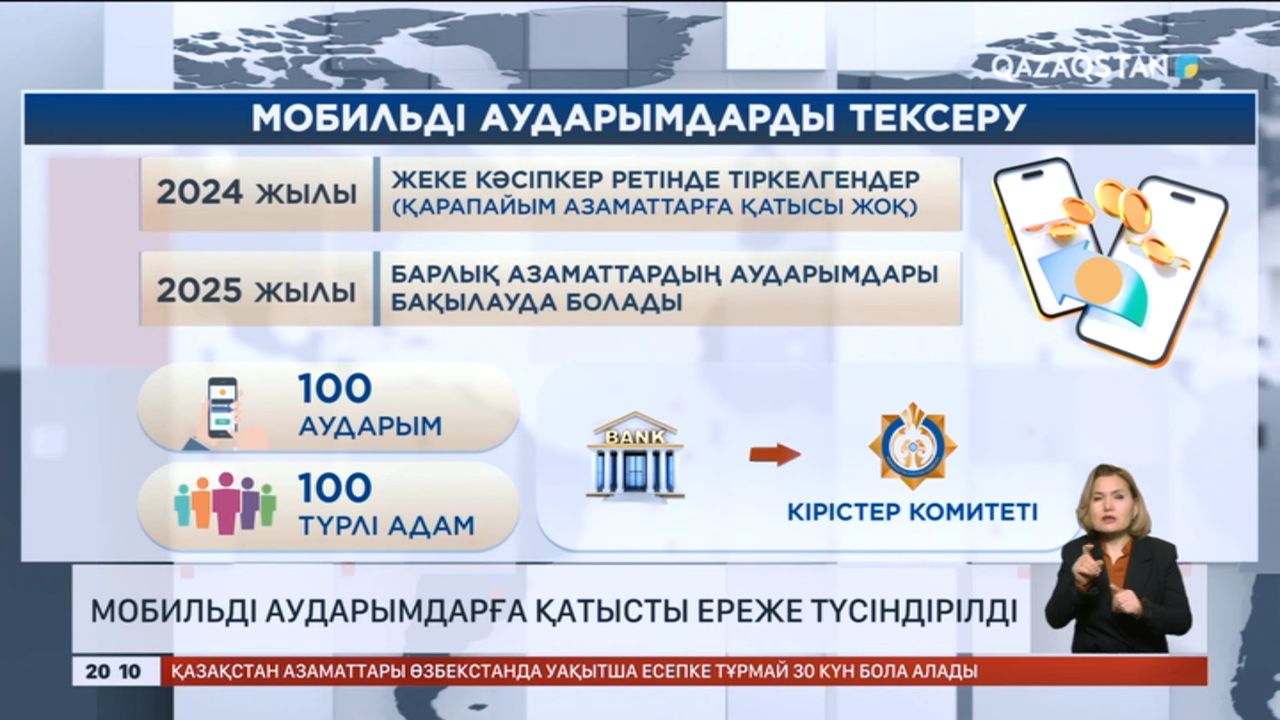 QAZAQSTAN
МОБИЛЬДІ АУДАРЫМДАРДЫ ТЕКСЕРУ
2024 ЖЫЛЫ
ЖЕКЕ КӘСІПКЕР РЕТІНДЕ ТІРКЕЛГЕНДЕР
(ҚАРАПАЙЫМ АЗАМАТТАРҒА ҚАТЫСЫ ЖОҚ)
2025 ЖЫЛЫ
БАРЛЫҚ АЗАМАТТАРДЫҢ АУДАРЫМДАРЫ
БАҚЫЛАУДА БОЛАДЫ
100
АУДАРЫМ
100
ТҮРЛІ АДАМ
BANK
КІРІСТЕР КОМИТЕТІ
МОБИЛЬДІ АУДАРЫМДАРҒА ҚАТЫСТЫ ЕРЕЖЕ ТҮСІНДІРІЛДІ
20 10
ҚАЗАҚСТАН АЗАМАТТАРЫ ӨЗБЕКСТАНДА УАҚЫТША ЕСЕПКЕ ТҰРМАЙ 30 КҮН БОЛА АЛАДЫ